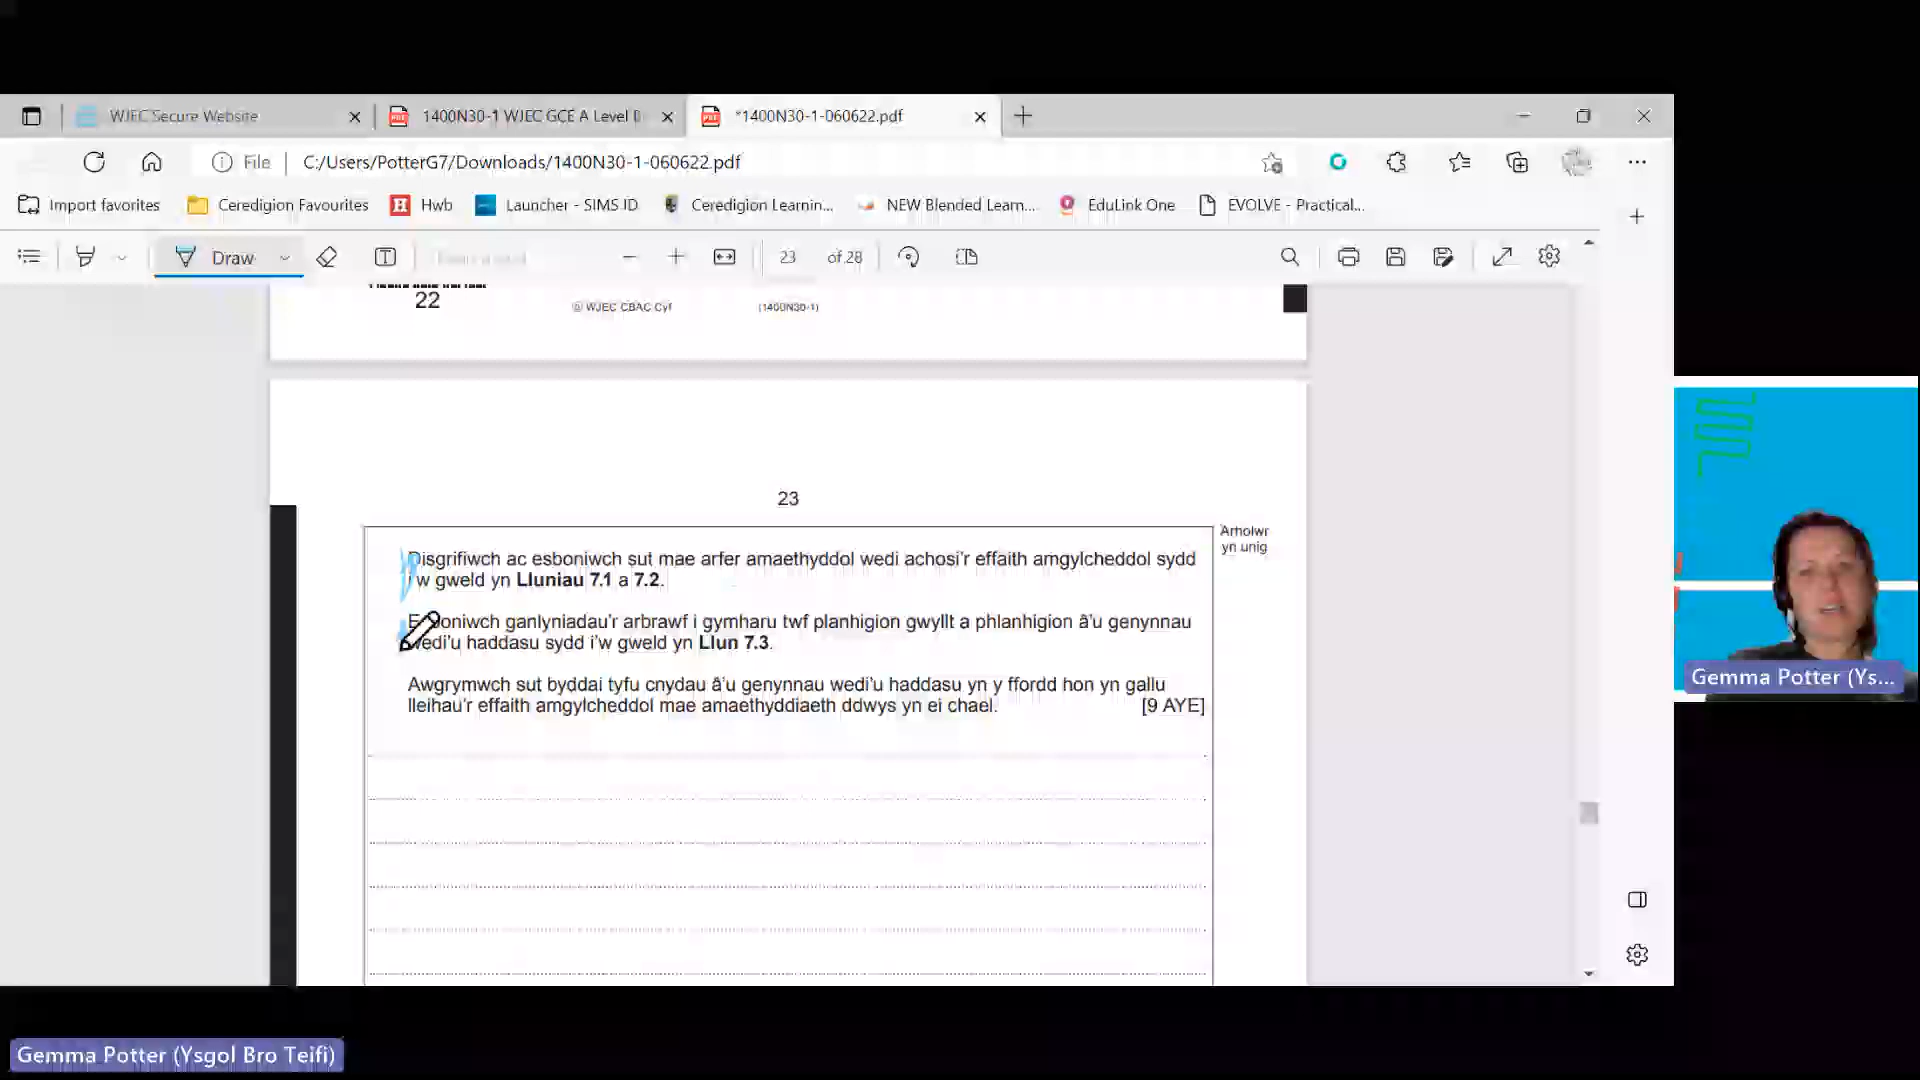 WJEC Secure Website
1400N30-1 WJEC GCE A Level B
*1400N30-1-060622.pdf
File
C:/Users/PotterG7/Downloads/1400N30-1-060622.pdf
Import favorites
Ceredigion Favourites
Hwb
Launcher - SIMS ID
Ceredigion Learnin...
NEW Blended Learn...
EduLink One
EVOLVE - Practical...
Draw
23
of 28
22
© WJEC CBAC Cyf
(1400N30-1)
23
Arholwr
yn unig
Disgrifiwch ac esboniwch sut mae arfer amaethyddol wedi achosi'r effaith amgylcheddol sydd
i'w gweld yn Lluniau 7.1 a 7.2.
ganlyniadau'r arbrawf i gymharu twf planhigion gwyllt a phlanhigion â'u genynnau
wedi'u haddasu sydd i'w gweld yn Llun 7.3.
Awgrymwch sut byddai tyfu cnydau â'u genynnau wedi'u haddasu yn y ffordd hon yn gallu
lleihau'r effaith amgylcheddol mae amaethyddiaeth ddwys yn ei chael. [9 AYE]
Gemma Potter (Ys...
Gemma Potter (Ysgol Bro Teifi)